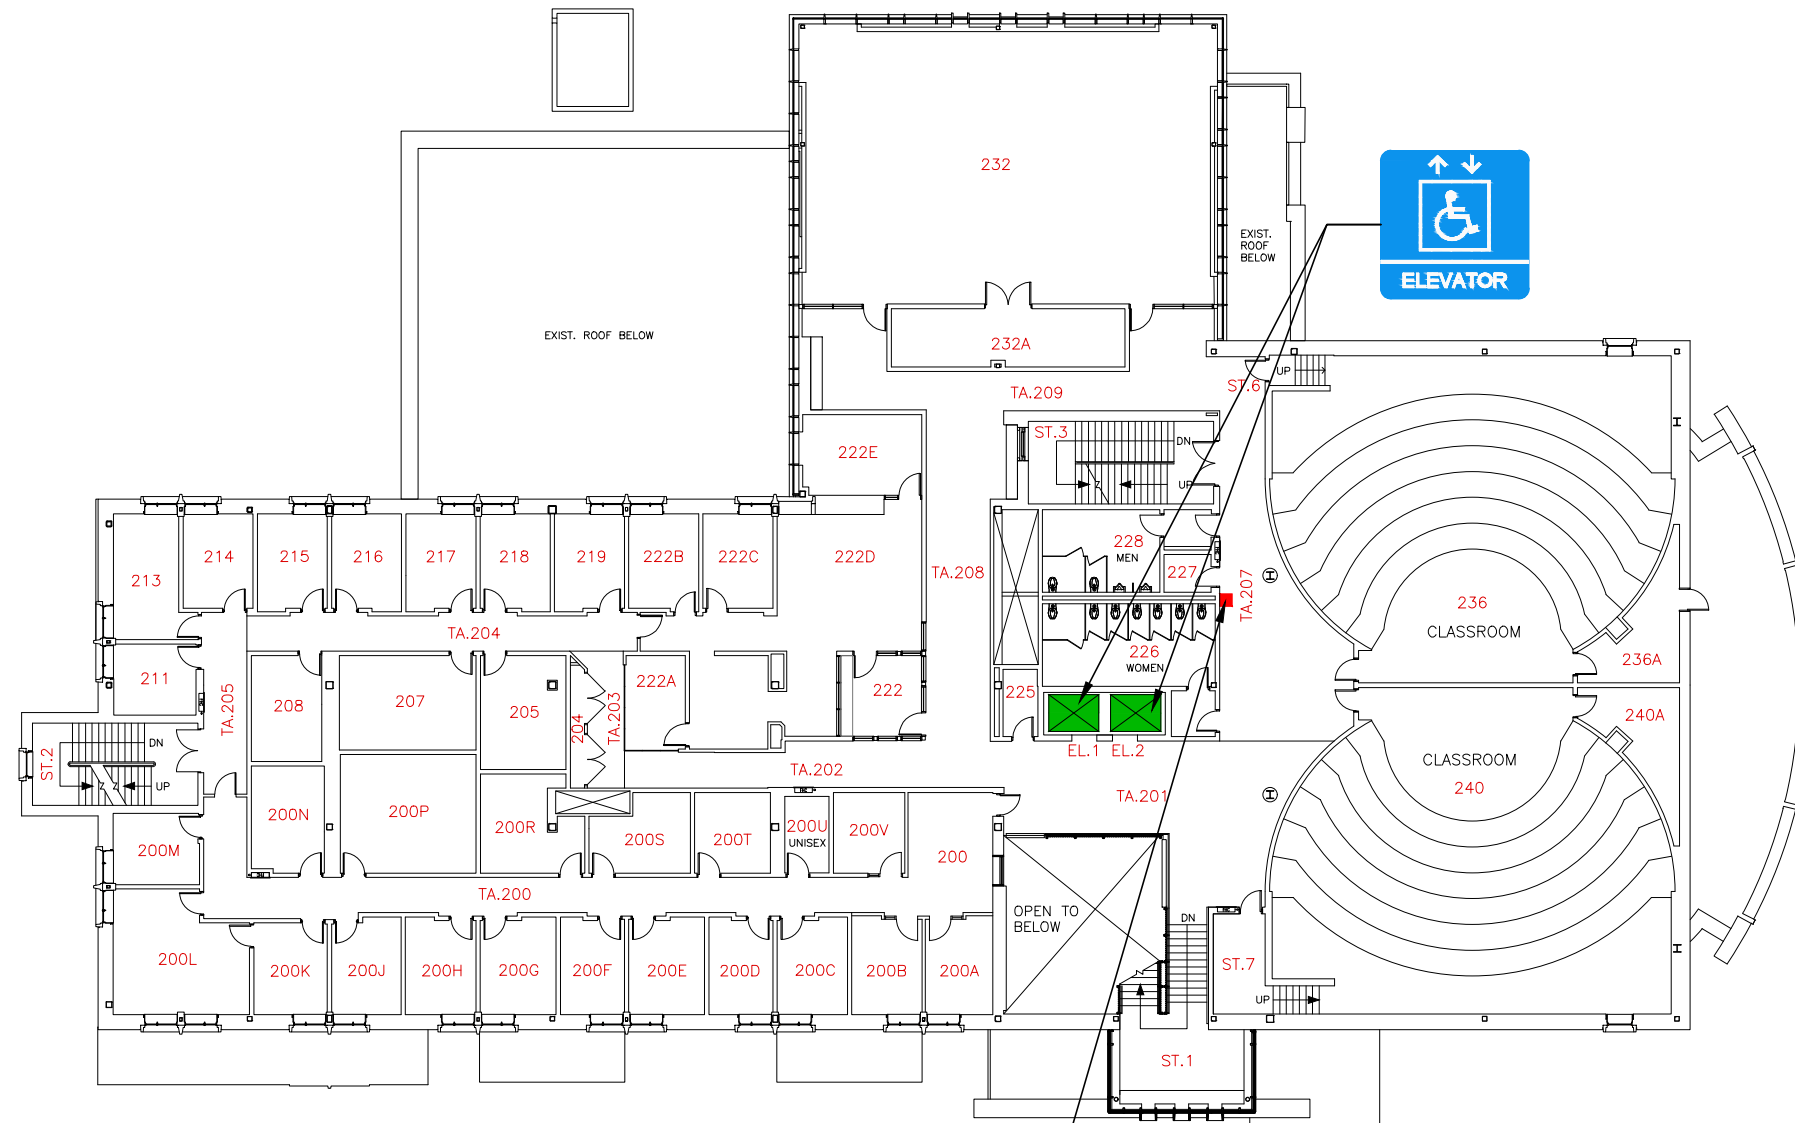 232
ELEVATOR
EXIST.
ROOF
BELOW
EXIST. ROOF BELOW
232A
UP
ST.6
TA.209
ST.3
DN
UP
222E
214
215
216
217
218
219
222B
222C
222D
213
TA.208
228
MEN
227
TA.207
236
CLASSROOM
TA.204
226
WOMEN
236A
211
208
207
205
204
TA.203
222A
222
225
TA.205
240A
EL.1
EL.2
ST.2
DN
UP
TA.202
CLASSROOM
240
TA.201
200N
200P
200R
200S
200T
200U
UNISEX
200V
200
200M
TA.200
OPEN TO
BELOW
DN
200L
200K
200J
200H
200G
200F
200E
200D
200C
200B
200A
ST.7
UP
ST.1